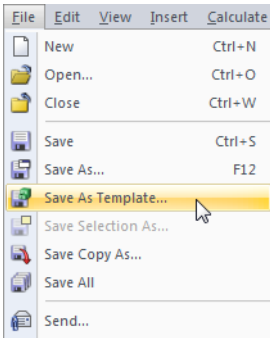 File Edit View Insert Calculate
New Ctrl+N
Open... Ctrl+O
Close Ctrl+W
Save Ctrl+S
Save As... F12
Save As Template...
Save Selection As...
Save Copy As...
Save All
Send...